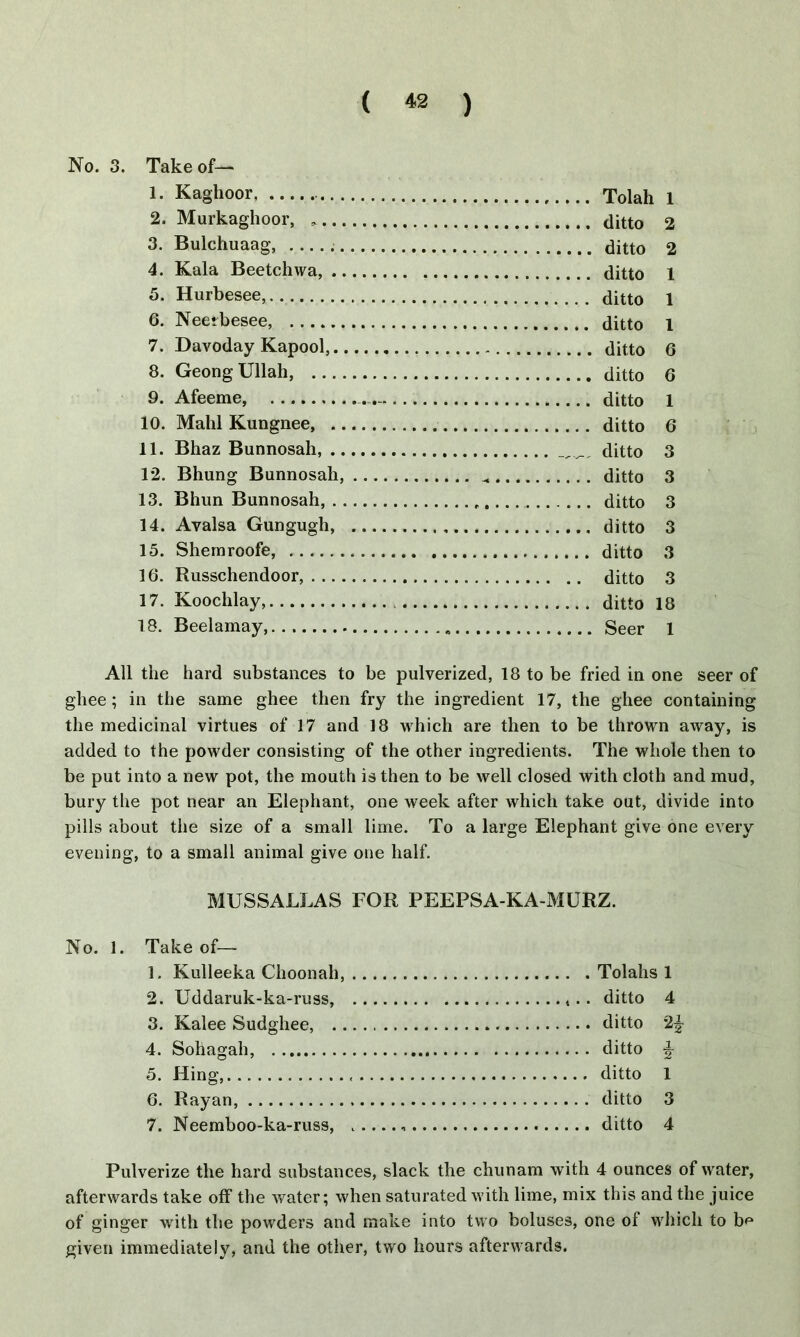 ( 42 )
No. 3. Take of—
1. Kaghoor, .......... Tolah 1
2. Murkaghoor, .......... ditto 2
3. Bulchuaag, .......... ditto 2
4. Kala Beetchwa, .......... ditto 1
5. Hurbesee, .......... ditto 1
6. Neerbesee, .......... ditto 1
7. Davoday Kapool, .......... ditto 6
8. Geong Ullah, .......... ditto 6
9. Afeeme, .......... ditto 1
10. Mahl Kungnee, .......... ditto 6
11. Bhaz Bunnosah, .......... ditto 3
12. Bhung Bunnosah, .......... ditto 3
13. Bhun Bunnosah, .......... ditto 3
14. Avalsa Gungugh, .......... ditto 3
15. Shemroofe, .......... ditto 3
16. Russchendoor, .......... ditto 3
17. Koochlay, .......... ditto 18
18. Beelamay, .......... Seer 1
All the hard substances to be pulverized, 18 to be fried in one seer of
ghee; in the same ghee then fry the ingredient 17, the ghee containing
the medicinal virtues of 17 and 18 which are then to be thrown away, is
added to the powder consisting of the other ingredients. The whole then to
be put into a new pot, the mouth is then to be well closed with cloth and mud,
bury the pot near an Elephant, one week after which take out, divide into
pills about the size of a small lime. To a large Elephant give one every
evening, to a small animal give one half.
MUSSALLAS FOR PEEPSA-KA-MURZ.
No. 1. Take of—
1. Kulleeka Choonah, .......... Tolahs 1
2. Uddaruk-ka-russ, .......... ditto 4
3. Kalee Sudghee, .......... ditto 2½
4. Sohagah, .......... ditto ½
5. Hing, .......... ditto 1
6. Rayan, .......... ditto 3
7. Neemboo-ka-russ, .......... ditto 4
Pulverize the hard substances, slack the chunam with 4 ounces of water,
afterwards take off the water; when saturated with lime, mix this and the juice
of ginger with the powders and make into two boluses, one of which to be
given immediately, and the other, two hours afterwards.